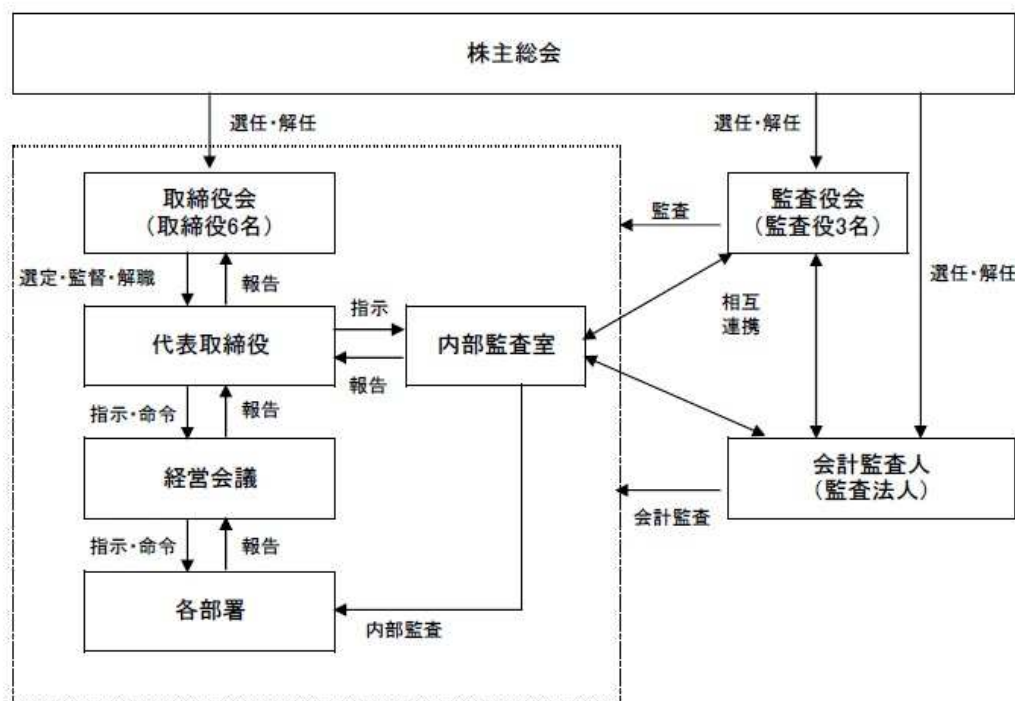 株主総会
選任・解任
選任・解任
取締役会
（取締役6名）
監査役会
（監査役3名）
監査
選定・監督・解職
報告
選任・解任
指示
相互
連携
代表取締役
内部監査室
報告
指示・命令
報告
経営会議
会計監査人
（監査法人）
会計監査
指示・命令
報告
各部署
内部監査